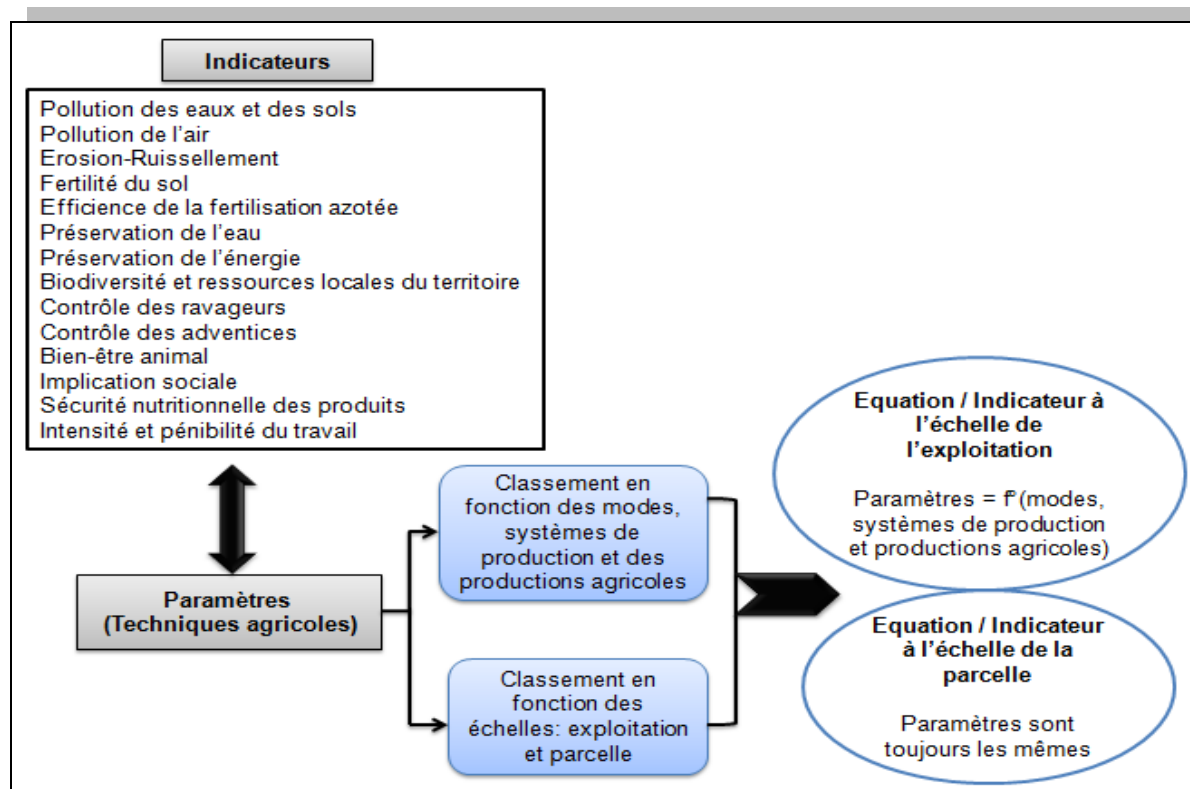 Indicateurs
Pollution des eaux et des sols
Pollution de l'air
Erosion-Ruissellement
Fertilité du sol
Efficience de la fertilisation azotée
Préservation de l'eau
Préservation de l'énergie
Biodiversité et ressources locales du territoire
Contrôle des ravageurs
Contrôle des adventices
Bien-être animal
Implication sociale
Sécurité nutritionnelle des produits
Intensité et pénibilité du travail
Paramètres
(Techniques agricoles)
Classement en
fonction des modes,
systèmes de
production et des
productions agricoles
Classement en
fonction des
échelles: exploitation
et parcelle
Equation / Indicateur à
l'échelle de
l'exploitation
Paramètres = f° (modes,
systèmes de production
et productions agricoles)
Equation / Indicateur
à l'échelle de la
parcelle
Paramètres sont
toujours les mêmes